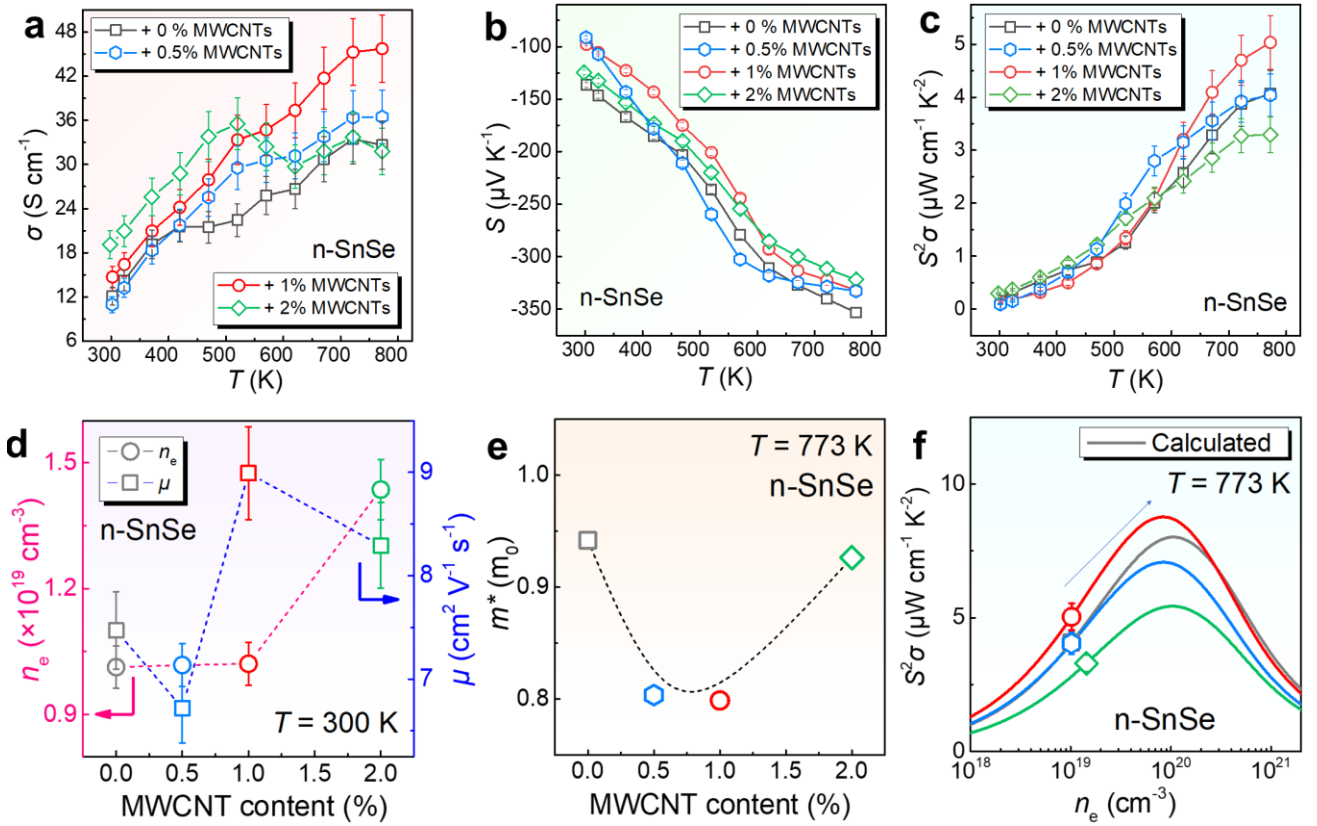 a
+ 0 % MWCNTs
+ 0.5% MWCNTs
n-SnSe
+ 1% MWCNTs
+ 2% MWCNTs
σ (S cm⁻¹)
48
42
36
30
24
18
12
6
300 400 500 600 700 800
T (K)
b
+ 0 % MWCNTs
+ 0.5% MWCNTs
+ 1% MWCNTs
+ 2% MWCNTs
n-SnSe
S (µV K⁻¹)
-100
-150
-200
-250
-300
-350
300 400 500 600 700 800
T (K)
c
+ 0 % MWCNTs
+ 0.5% MWCNTs
+ 1% MWCNTs
+ 2% MWCNTs
n-SnSe
S²σ (µW cm⁻¹ K⁻²)
5
4
3
2
1
0
300 400 500 600 700 800
T (K)
d
nₑ
µ
n-SnSe
T = 300 K
nₑ (×10¹⁹ cm⁻³)
1.5
1.2
0.9
µ (cm² V⁻¹ s⁻¹)
9
8
7
0.0 0.5 1.0 1.5 2.0
MWCNT content (%)
e
T = 773 K
n-SnSe
m* (m₀)
1.0
0.9
0.8
0.0 0.5 1.0 1.5 2.0
MWCNT content (%)
f
Calculated
T = 773 K
n-SnSe
S²σ (µW cm⁻¹ K⁻²)
10
5
0
10¹⁸ 10¹⁹ 10²⁰ 10²¹
nₑ (cm⁻³)